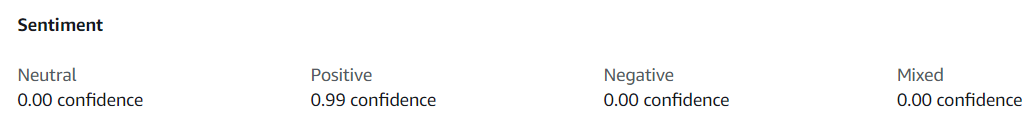 Sentiment
Neutral Positive Negative Mixed
0.00 confidence 0.99 confidence 0.00 confidence 0.00 confidence